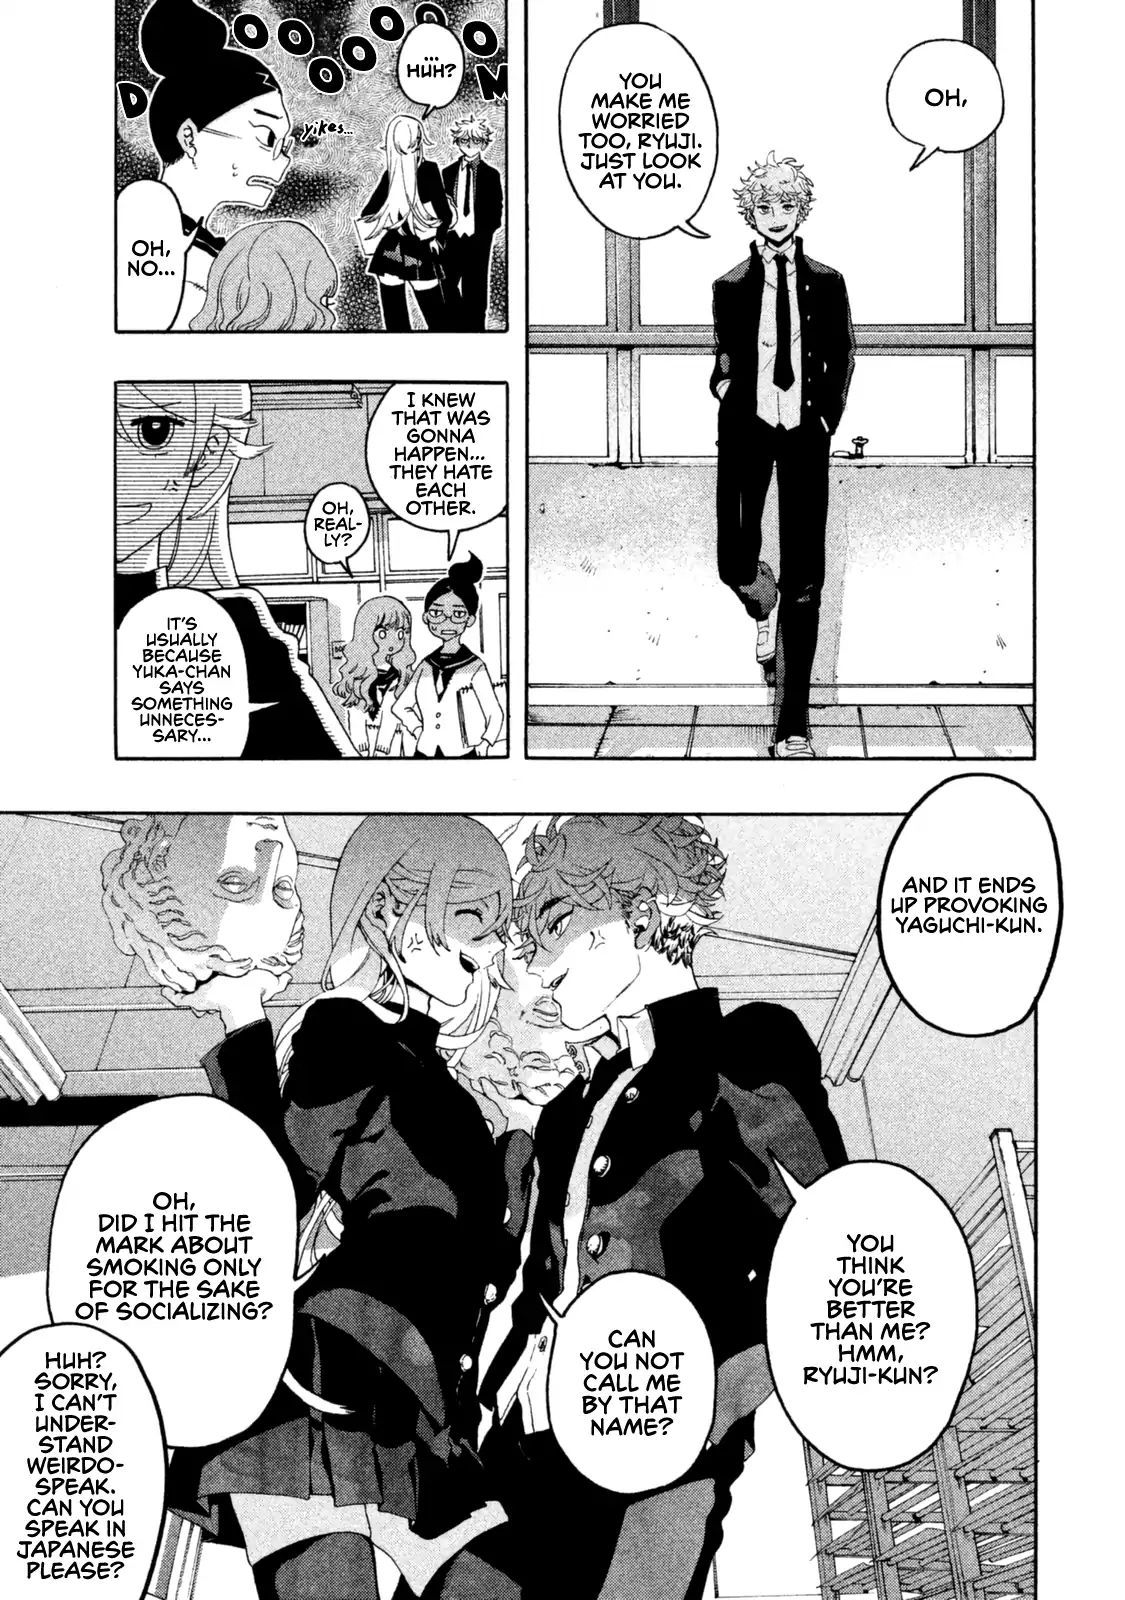 OH,
YOU
MAKE ME
WORRIED
TOO, RYUJI.
JUST LOOK
AT YOU.
DOOOOOOM
...
HUH?
yikes...
OH,
NO...
I KNEW
THAT WAS
GONNA
HAPPEN...
THEY HATE
EACH
OTHER.
OH,
REAL-
LY?
IT'S
USUALLY
BECAUSE
YUKA-CHAN
SAYS
SOMETHING
UNNECES-
SARY...
AND IT ENDS
UP PROVOKING
YAGUCHI-KUN.
YOU
THINK
YOU'RE
BETTER
THAN ME?
HMM,
RYUJI-KUN?
CAN
YOU NOT
CALL ME
BY THAT
NAME?
OH,
DID I HIT THE
MARK ABOUT
SMOKING ONLY
FOR THE SAKE
OF SOCIALIZING?
HUH?
SORRY,
I CAN'T
UNDER-
STAND
WEIRDO-
SPEAK.
CAN YOU
SPEAK IN
JAPANESE
PLEASE?